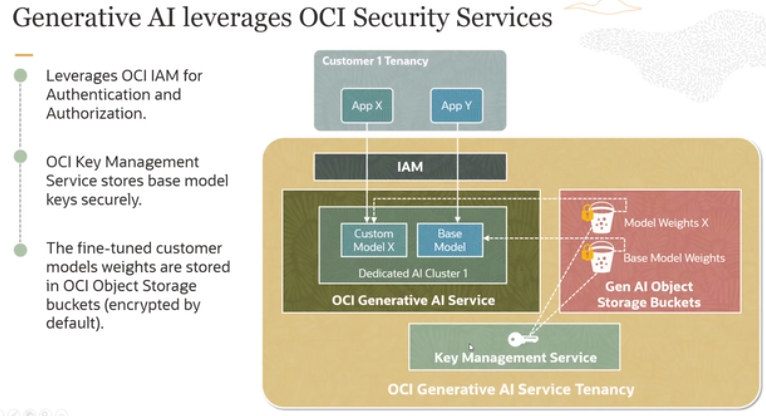 Generative AI leverages OCI Security Services
Leverages OCI IAM for
Authentication and
Authorization.
OCI Key Management
Service stores base model
keys securely.
The fine-tuned customer
models weights are stored
in OCI Object Storage
buckets (encrypted by
default).
Customer 1 Tenancy
App X
App Y
IAM
Custom
Model X
Base
Model
Dedicated AI Cluster 1
OCI Generative AI Service
Model Weights X
Base Model Weights
Gen AI Object
Storage Buckets
Key Management Service
OCI Generative AI Service Tenancy